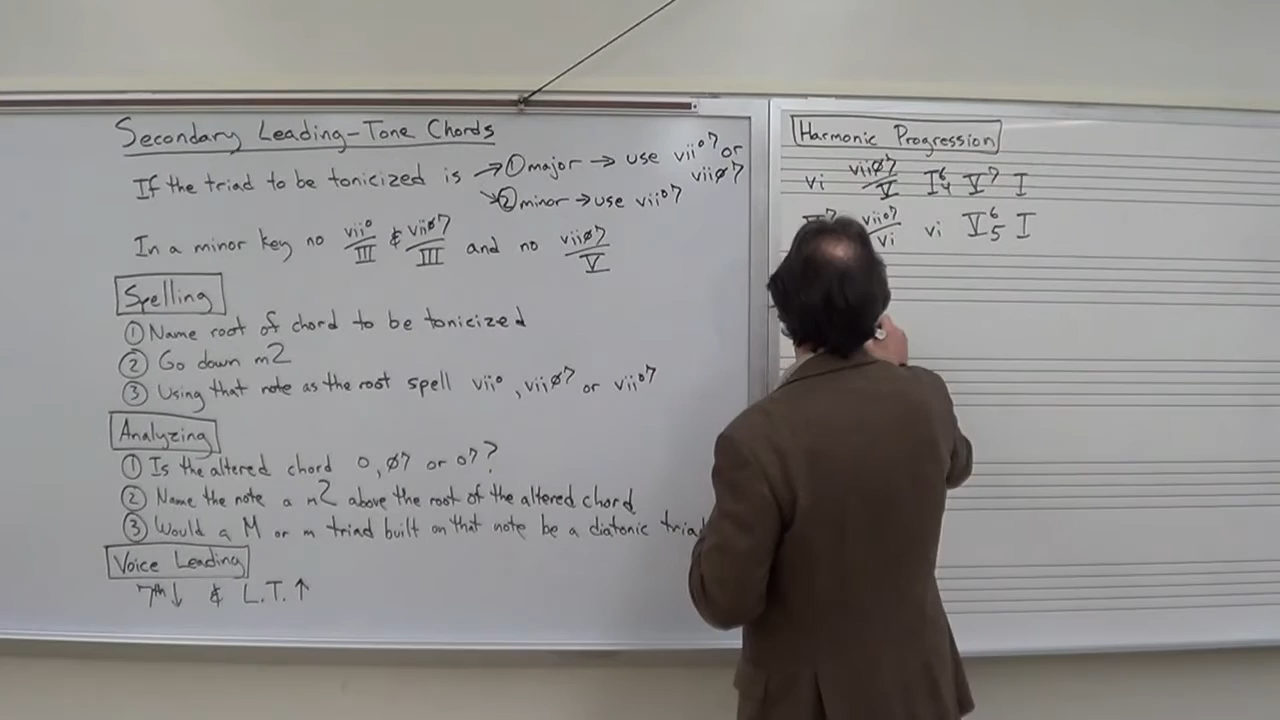 Secondary Leading-Tone Chords
If the triad to be tonicized is → ① major → use vii°7 or
viiø7
↘ ② minor → use vii°7
In a minor key no vii°/III & viiø7/III and no viiø7/V
Spelling
① Name root of chord to be tonicized
② Go down m2
③ Using that note as the root spell vii°, viiø7 or vii°7
Analyzing
① Is the altered chord o, ø7 or o7?
② Name the note a m2 above the root of the altered chord
③ Would a M or m triad built on that note be a diatonic triad
Voice Leading
7th↓ & L.T.↑
Harmonic Progression
vi viiø7/V I6/4 V7 I
vii°7/vi vi V6/5 I